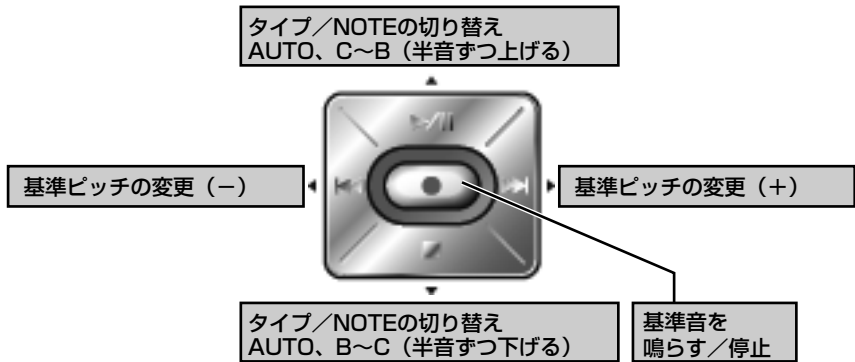 タイプ／NOTEの切り替え
AUTO、C～B（半音ずつ上げる）
基準ピッチの変更（－）
基準ピッチの変更（＋）
タイプ／NOTEの切り替え
AUTO、B～C（半音ずつ下げる）
基準音を
鳴らす／停止